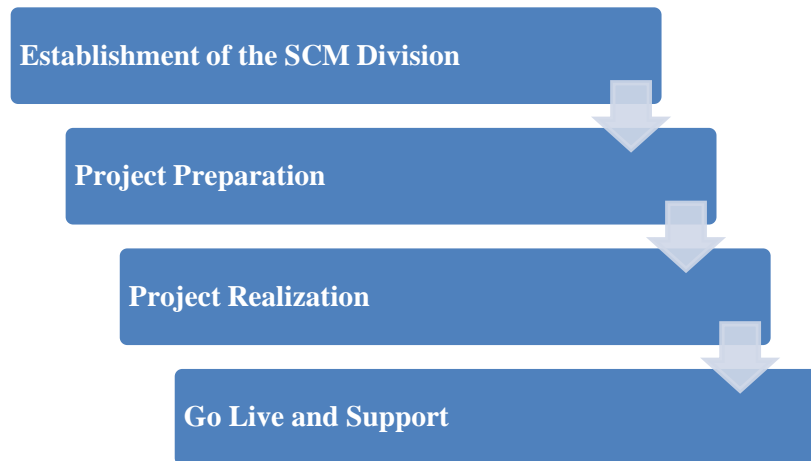 Establishment of the SCM Division
Project Preparation
Project Realization
Go Live and Support